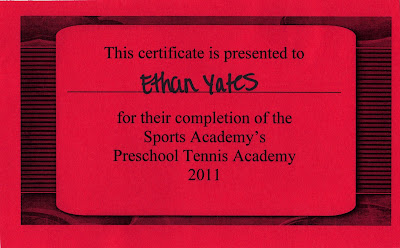 This certificate is presented to
Ethan Yates
for their completion of the
Sports Academy's
Preschool Tennis Academy
2011